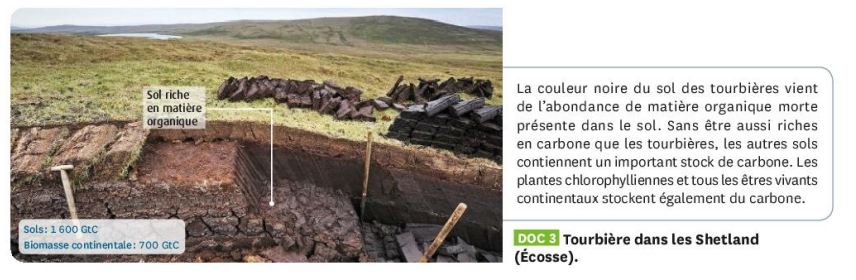 Sol riche
en matière
organique
Sols : 1 600 GtC
Biomasse continentale : 700 GtC
La couleur noire du sol des tourbières vient
de l'abondance de matière organique morte
présente dans le sol. Sans être aussi riches
en carbone que les tourbières, les autres sols
contiennent un important stock de carbone. Les
plantes chlorophylliennes et tous les êtres vivants
continentaux stockent également du carbone.
DOC 3 Tourbière dans les Shetland
(Écosse).